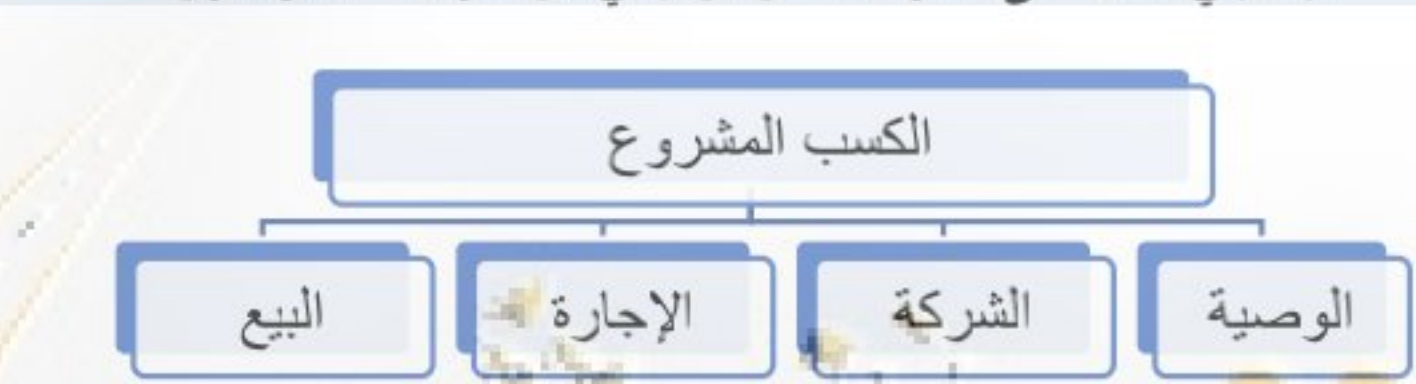 الكسب المشروع
الوصية
الشركة
الإجارة
البيع